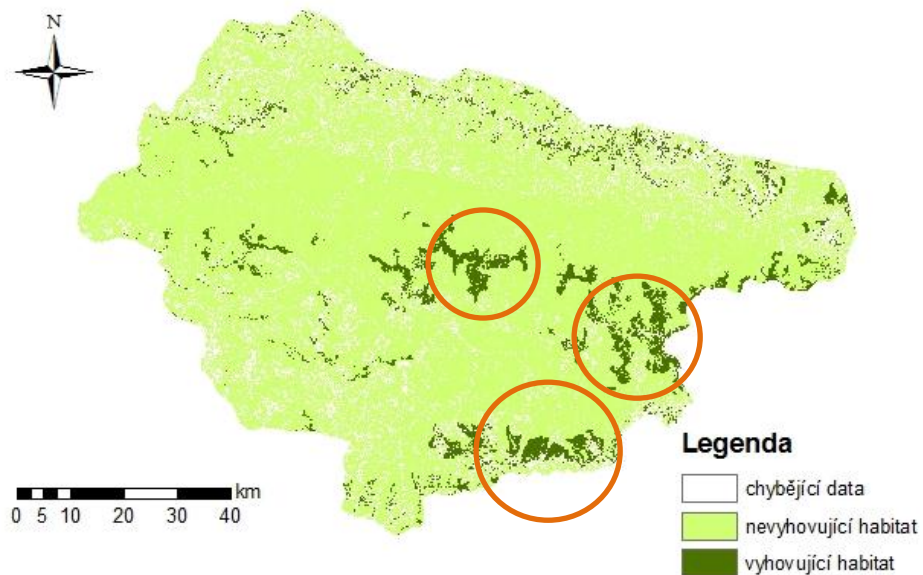 N
km
0 5 10 20 30 40
Legenda
chybějící data
nevyhovující habitat
vyhovující habitat